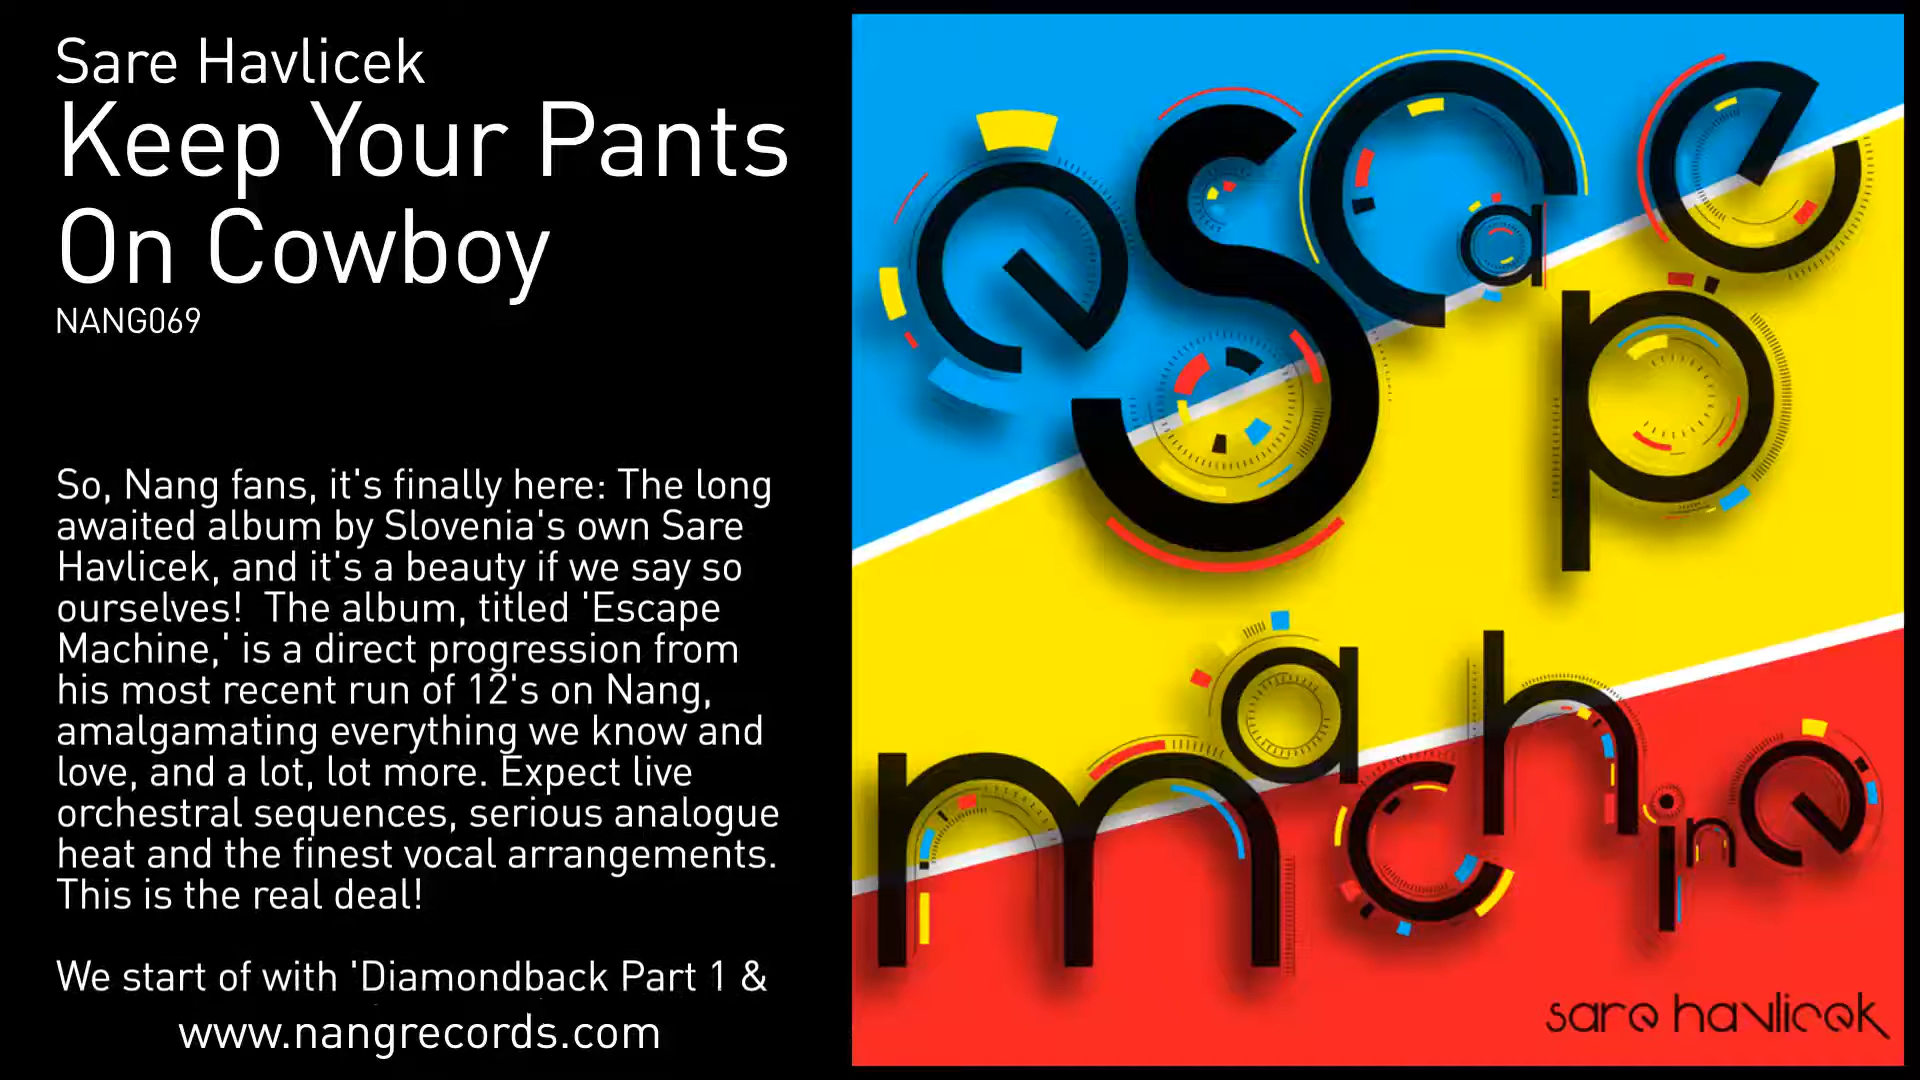 Sare Havlicek
Keep Your Pants
On Cowboy
NANG069
So, Nang fans, it's finally here: The long
awaited album by Slovenia's own Sare
Havlicek, and it's a beauty if we say so
ourselves!  The album, titled 'Escape
Machine,' is a direct progression from
his most recent run of 12's on Nang,
amalgamating everything we know and
love, and a lot, lot more. Expect live
orchestral sequences, serious analogue
heat and the finest vocal arrangements.
This is the real deal!
We start of with 'Diamondback Part 1 &
www.nangrecords.com
escape
machine
sare havlicek